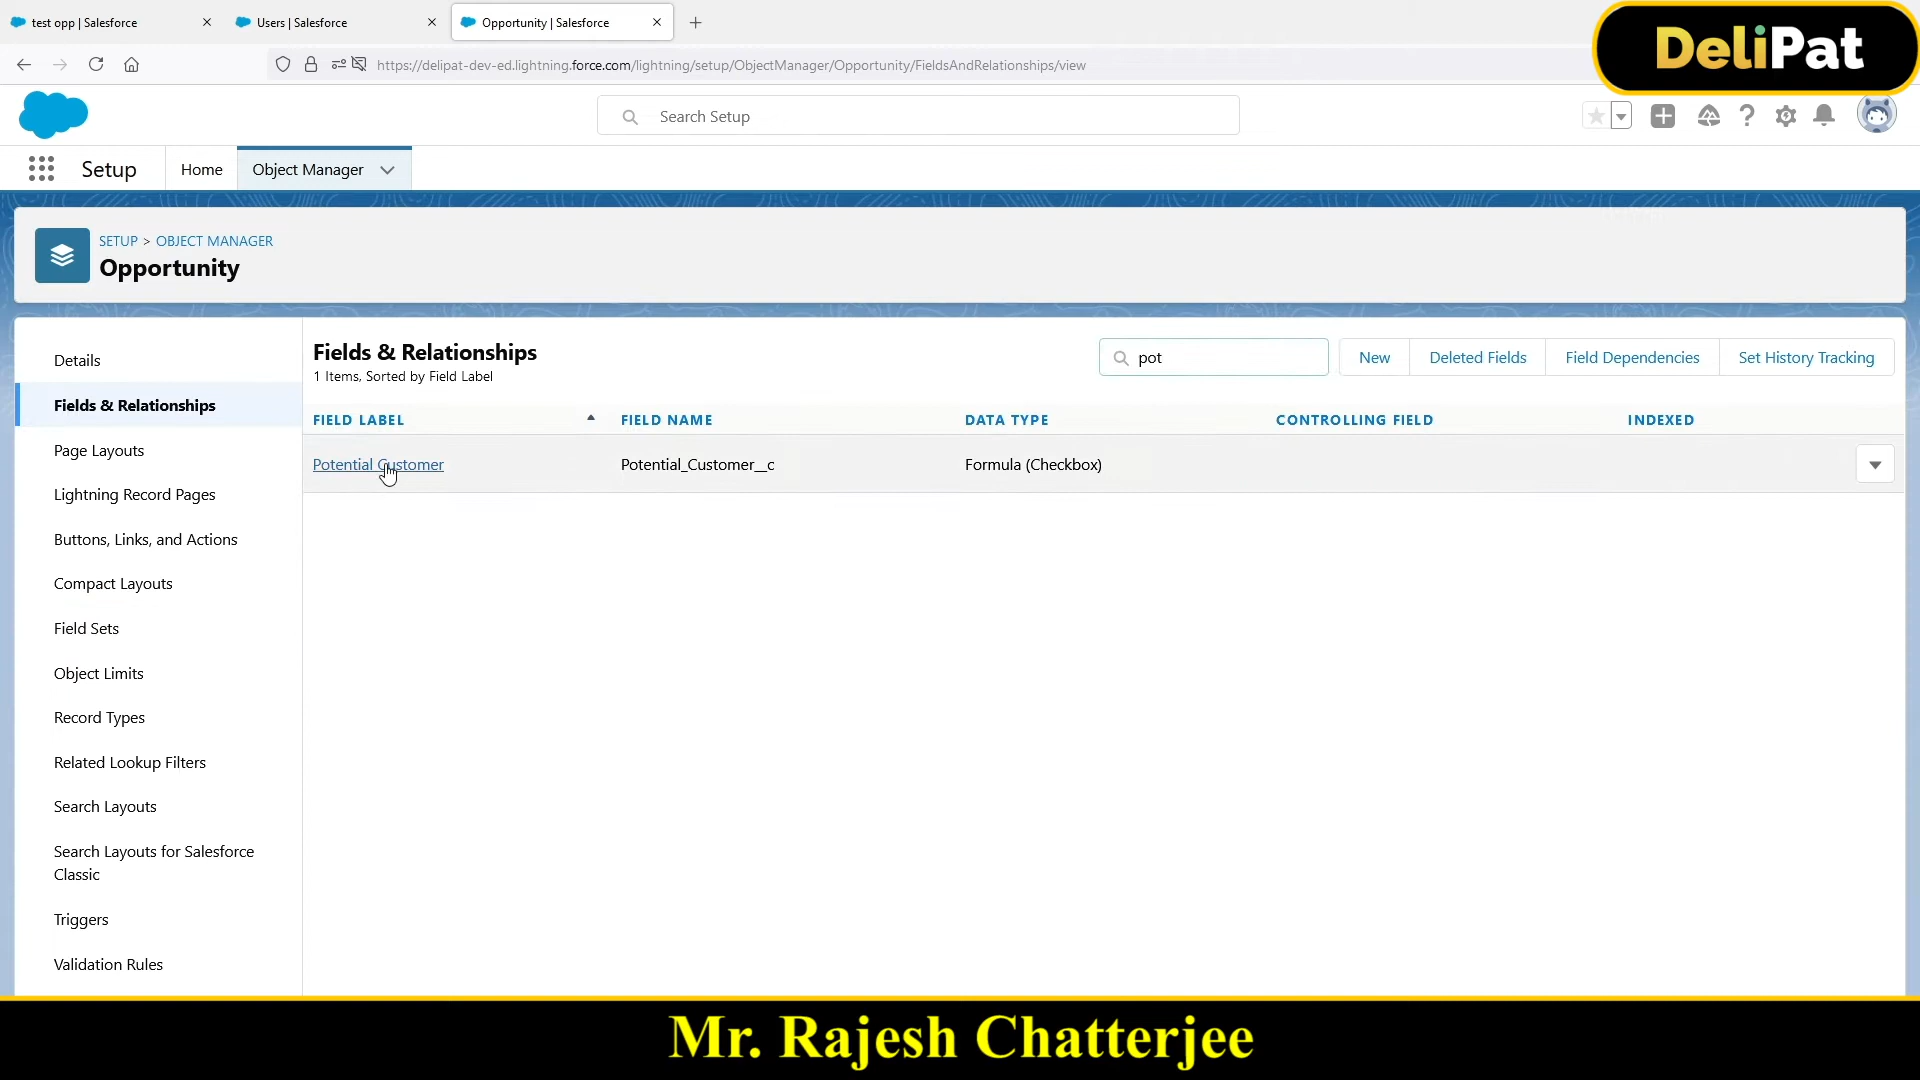 test opp | Salesforce
Users | Salesforce
Opportunity | Salesforce
https://delipat-dev-ed.lightning.force.com/lightning/setup/ObjectManager/Opportunity/FieldsAndRelationships/view
DeliPat
Search Setup
Setup
Home
Object Manager
SETUP > OBJECT MANAGER
Opportunity
Details
Fields & Relationships
Page Layouts
Lightning Record Pages
Buttons, Links, and Actions
Compact Layouts
Field Sets
Object Limits
Record Types
Related Lookup Filters
Search Layouts
Search Layouts for Salesforce
Classic
Triggers
Validation Rules
Fields & Relationships
1 Items, Sorted by Field Label
pot
New
Deleted Fields
Field Dependencies
Set History Tracking
FIELD LABEL
FIELD NAME
DATA TYPE
CONTROLLING FIELD
INDEXED
Potential Customer
Potential_Customer__c
Formula (Checkbox)
Mr. Rajesh Chatterjee